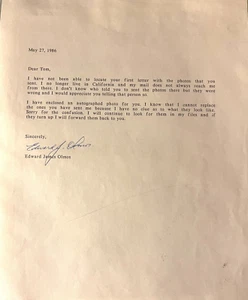 May 27, 1986
Dear Tom,
I have not been able to locate your first letter with the photos that you
sent. I no longer live in California and my mail does not always reach me
from there. I don't know who told you to sent the photos there but they were
wrong and I would appreciate you telling that person so.
I have enclosed an autographed photo for you. I know that I cannot replace
the ones you have sent me because I have no clue as to what they look like.
Sorry for the confusion. I will continue to look for them in my files and if
they turn up I will forward them back to you.
Sincerely,
Edward J. Olmos
Edward James Olmos